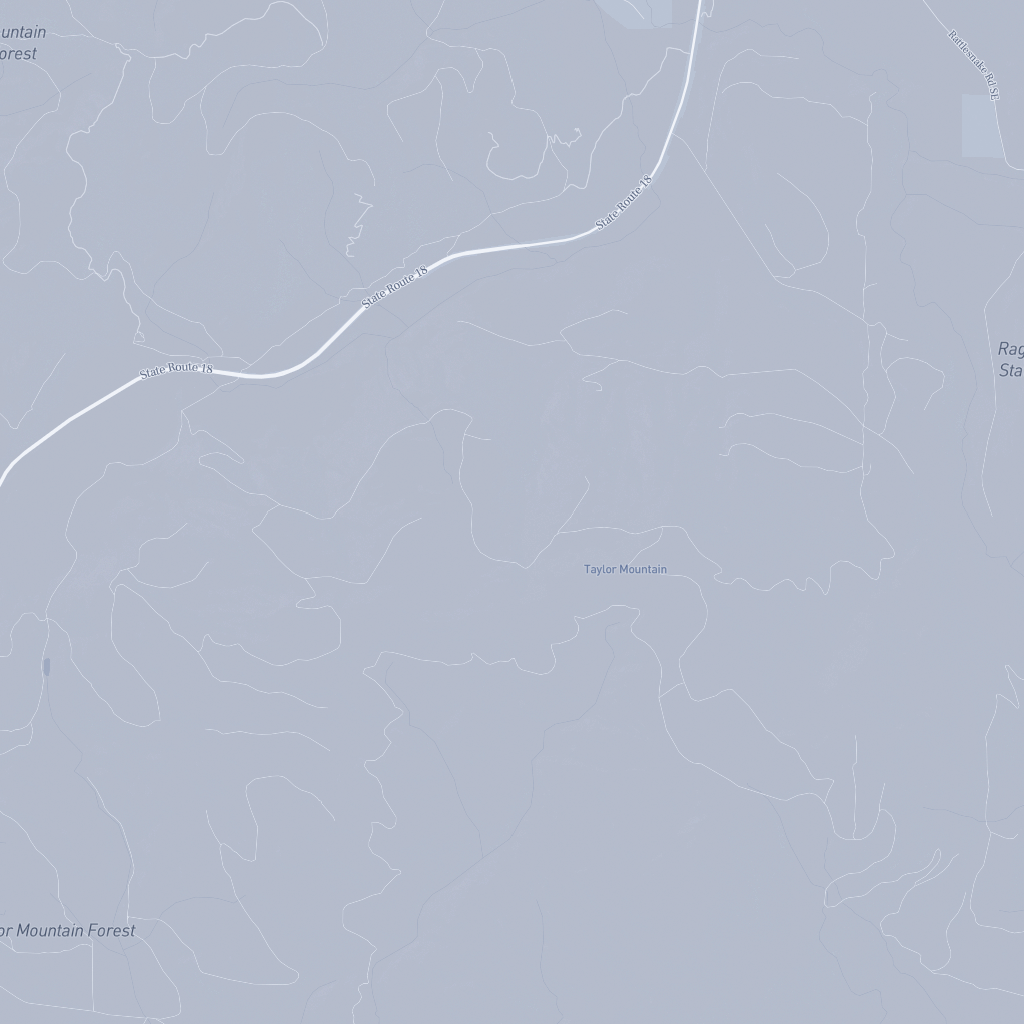 untain
orest
Rattlesnake Rd SE
State Route 18
State Route 18
State Route 18
Rag
Sta
Taylor Mountain
or Mountain Forest